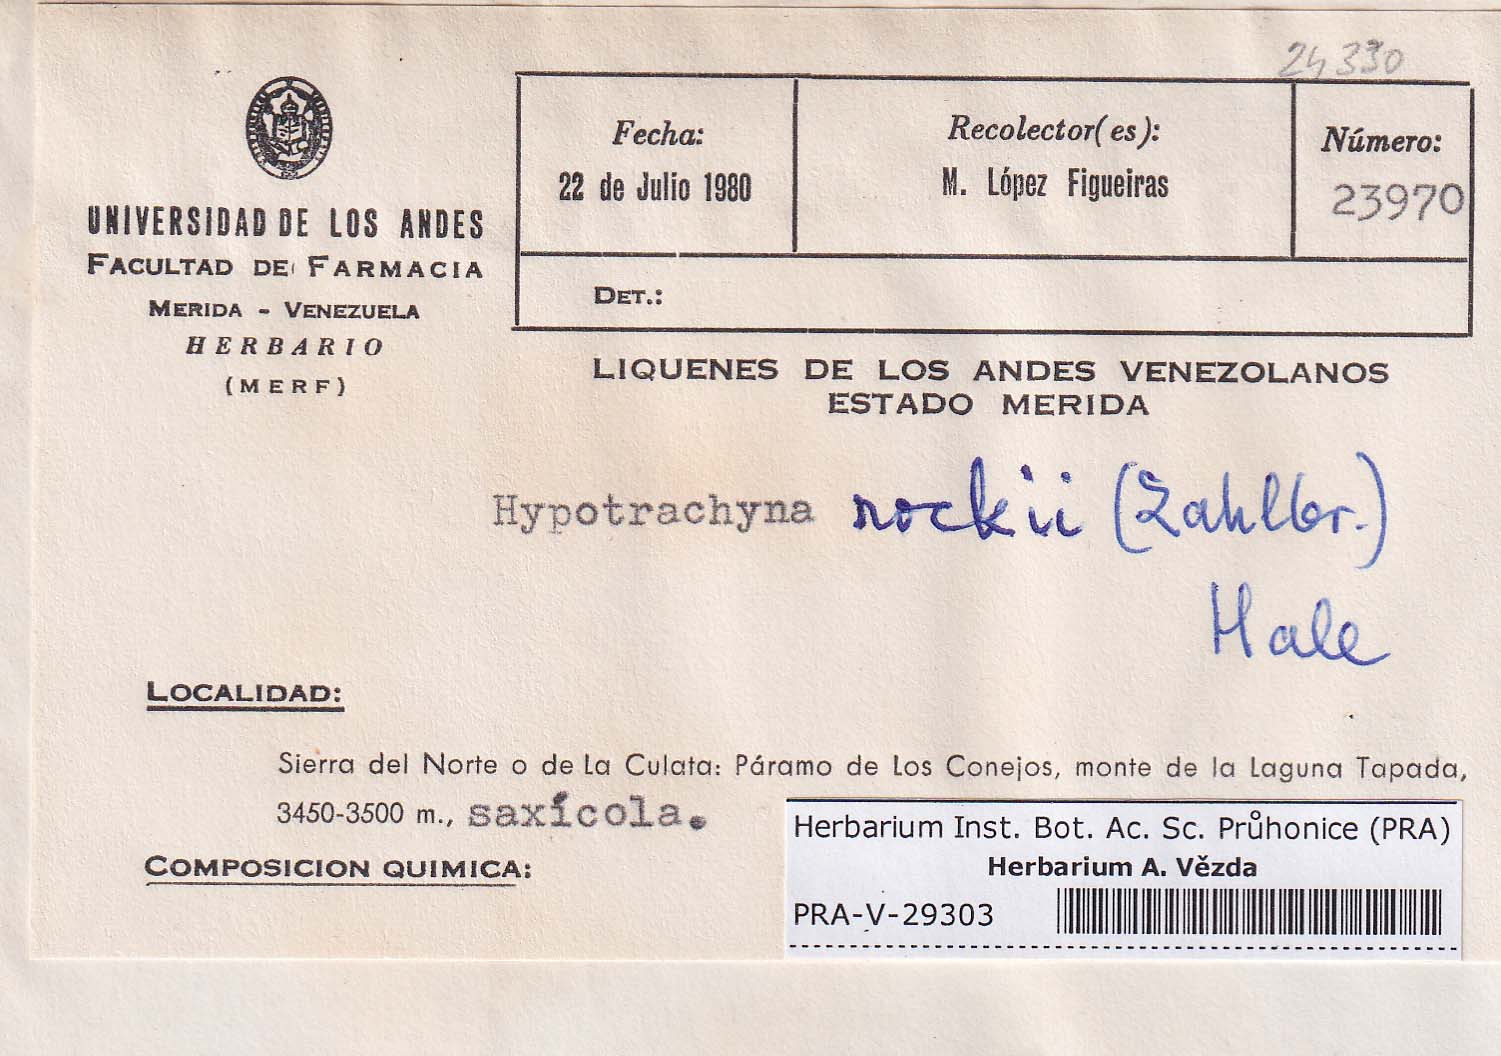 24330
UNIVERSIDAD DE LOS ANDES
FACULTAD DE FARMACIA
MERIDA - VENEZUELA
HERBARIO
(MERF)
Fecha:
22 de Julio 1980
Recolector(es):
M. López Figueiras
Número:
23970
DET.:
LIQUENES DE LOS ANDES VENEZOLANOS
ESTADO MERIDA
Hypotrachyna rockii (Zahlbr.)
Hale
LOCALIDAD:
Sierra del Norte o de La Culata: Páramo de Los Conejos, monte de la Laguna Tapada,
3450-3500 m., saxícola.
COMPOSICION QUIMICA:
Herbarium Inst. Bot. Ac. Sc. Průhonice (PRA)
Herbarium A. Vězda
PRA-V-29303